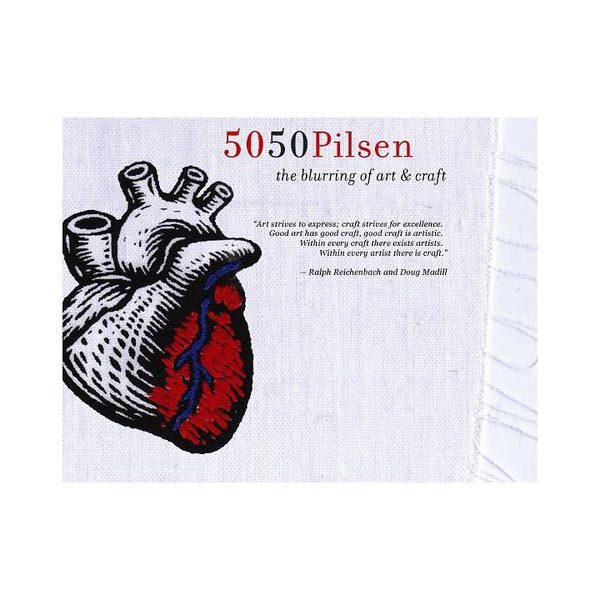 5050Pilsen
the blurring of art & craft
"Art strives to express; craft strives for excellence.
Good art has good craft, good craft is artistic.
Within every craft there exists artists.
Within every artist there is craft."
— Ralph Reichenbach and Doug Madill